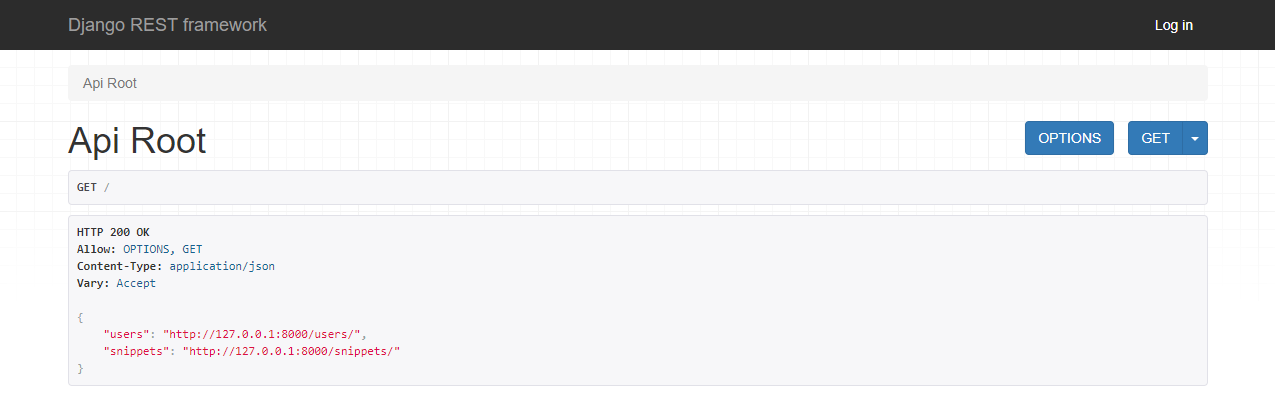 Django REST framework
Log in
Api Root
Api Root
OPTIONS
GET
GET /
HTTP 200 OK
Allow: OPTIONS, GET
Content-Type: application/json
Vary: Accept
{
    "users": "http://127.0.0.1:8000/users/",
    "snippets": "http://127.0.0.1:8000/snippets/"
}